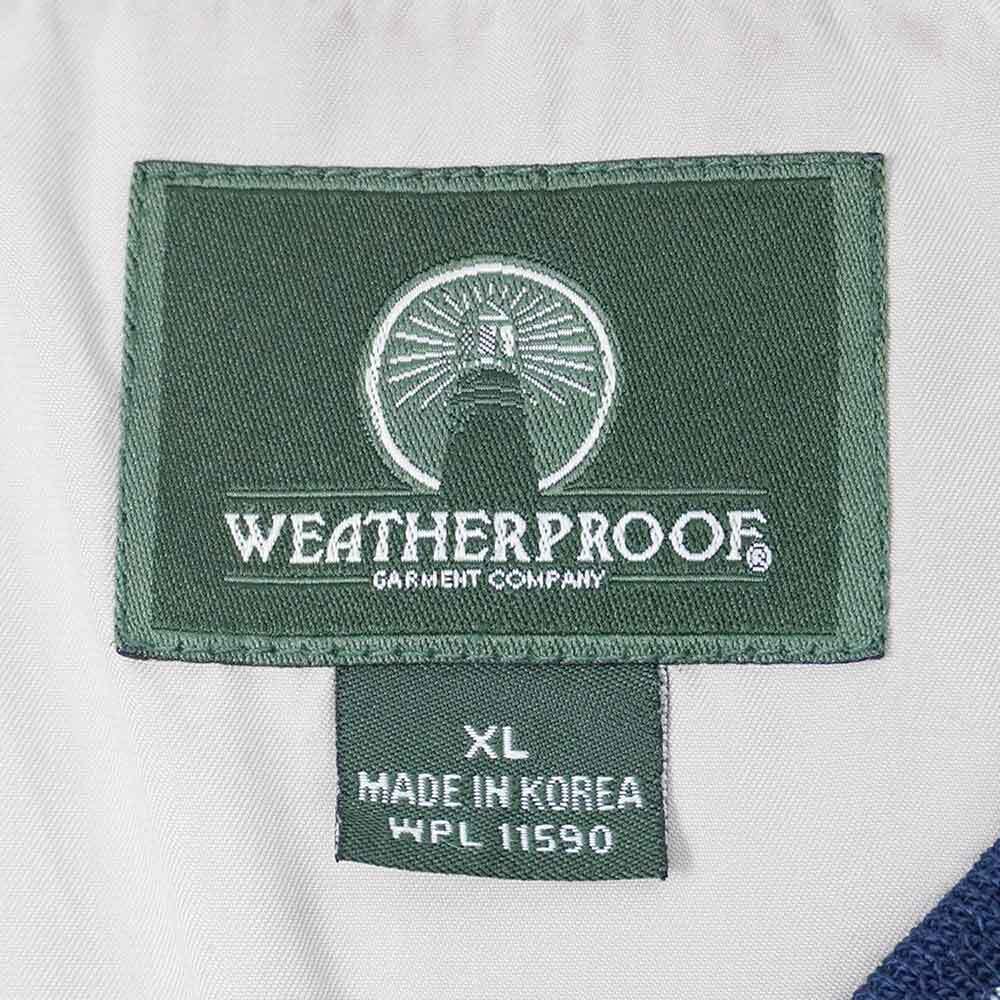 WEATHERPROOF®
GARMENT COMPANY
XL
MADE IN KOREA
WPL 11590